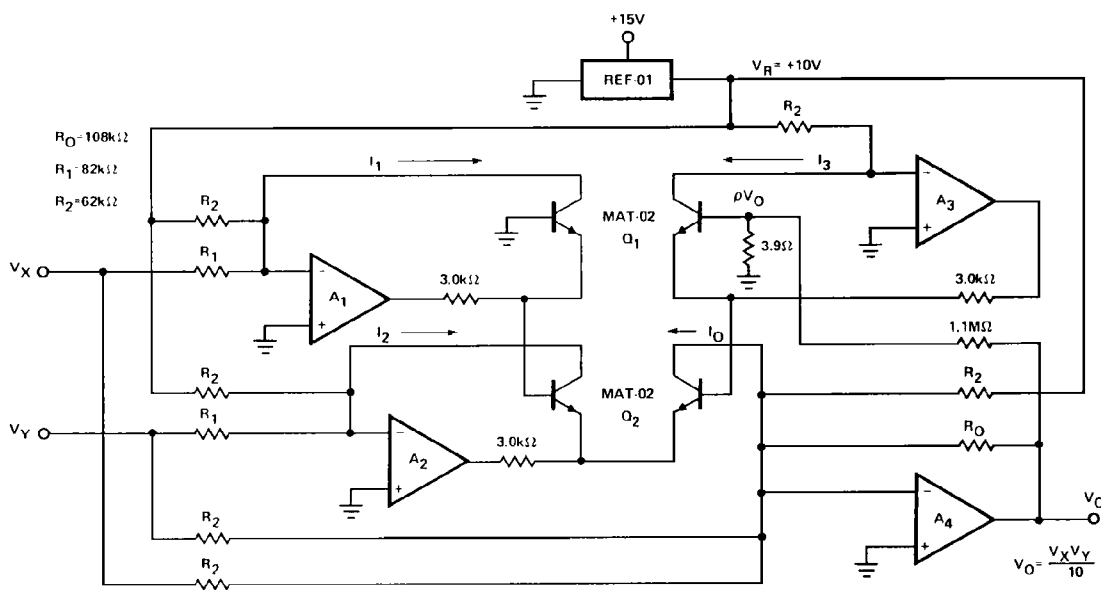 +15V
REF-01
V_R = +10V
R_O=108kΩ
R_1=82kΩ
R_2=62kΩ
I_1
R_2
I_3
R_2
ρV_O
MAT-02
Q_1
A_3
−
+
3.9Ω
V_X
R_1
−
A_1
+
3.0kΩ
3.0kΩ
I_2
I_O
1.1MΩ
R_2
MAT-02
Q_2
R_2
V_Y
R_1
−
A_2
+
3.0kΩ
R_O
−
A_4
+
V_O
R_2
R_2
V_O = V_X V_Y / 10